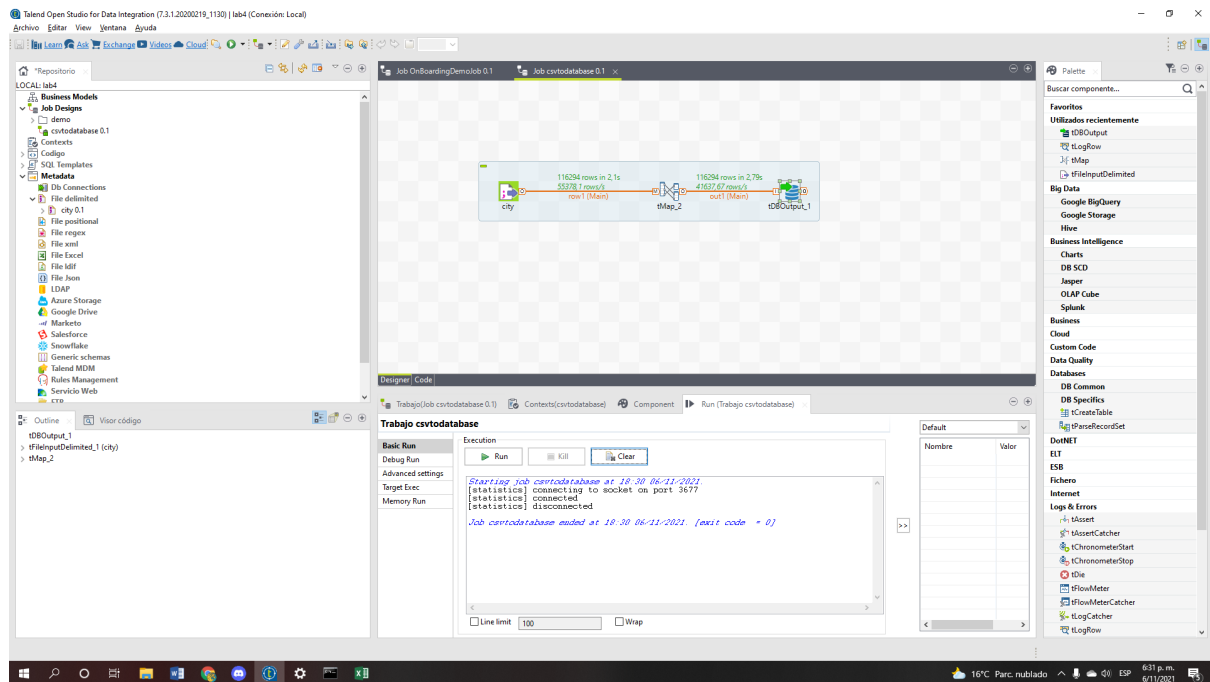 Talend Open Studio for Data Integration (7.3.1.20200219_1130) | lab4 (Conexión: Local)
Archivo Editar View Ventana Ayuda
Learn Ask Exchange Videos Cloud
*Repositorio
LOCAL: lab4
Business Models
Job Designs
demo
csvtodatabase 0.1
Contexts
Codigo
SQL Templates
Metadata
Db Connections
File delimited
city 0.1
File positional
File regex
File xml
File Excel
File ldif
File Json
LDAP
Azure Storage
Google Drive
Marketo
Salesforce
Snowflake
Generic schemas
Talend MDM
Rules Management
Servicio Web
FTP
Outline
Visor código
tDBOutput_1
tFileInputDelimited_1 (city)
tMap_2
Job OnBoardingDemoJob 0.1
Job csvtodatabase 0.1
116294 rows in 2,1s
55378,1 rows/s
row1 (Main)
116294 rows in 2,79s
41637,67 rows/s
out1 (Main)
city
tMap_2
tDBOutput_1
Designer Code
Trabajo(Job csvtodatabase 0.1)
Contexts(csvtodatabase)
Component
Run (Trabajo csvtodatabase)
Trabajo csvtodatabase
Basic Run
Debug Run
Advanced settings
Target Exec
Memory Run
Execution
Run
Kill
Clear
Starting job csvtodatabase at 18:30 06/11/2021.
[statistics] connecting to socket on port 3677
[statistics] connected
[statistics] disconnected
Job csvtodatabase ended at 18:30 06/11/2021. [exit code = 0]
Line limit
100
Wrap
>>
Default
Nombre Valor
Palette
Buscar componente...
Favoritos
Utilizados recientemente
tDBOutput
tLogRow
tMap
tFileInputDelimited
Big Data
Google BigQuery
Google Storage
Hive
Business Intelligence
Charts
DB SCD
Jasper
OLAP Cube
Splunk
Business
Cloud
Custom Code
Data Quality
Databases
DB Common
DB Specifics
tCreateTable
tParseRecordSet
DotNET
ELT
ESB
Fichero
Internet
Logs & Errors
tAssert
tAssertCatcher
tChronometerStart
tChronometerStop
tDie
tFlowMeter
tFlowMeterCatcher
tLogCatcher
tLogRow
16°C Parc. nublado
ESP
6:31 p. m.
6/11/2021